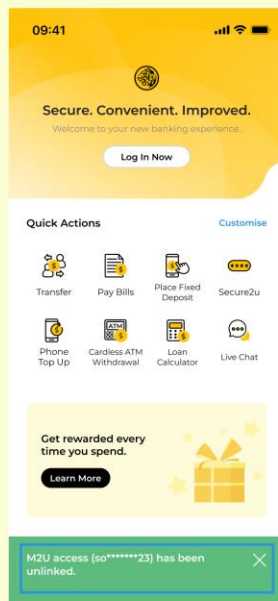 09:41
Secure. Convenient. Improved.
Welcome to your new banking experience.
Log In Now
Quick Actions
Customise
Transfer
Pay Bills
Place Fixed
Deposit
Secure2u
Phone
Top Up
ATM
Cardless ATM
Withdrawal
Loan
Calculator
Live Chat
Get rewarded every
time you spend.
Learn More
M2U access (so*******23) has been
unlinked.